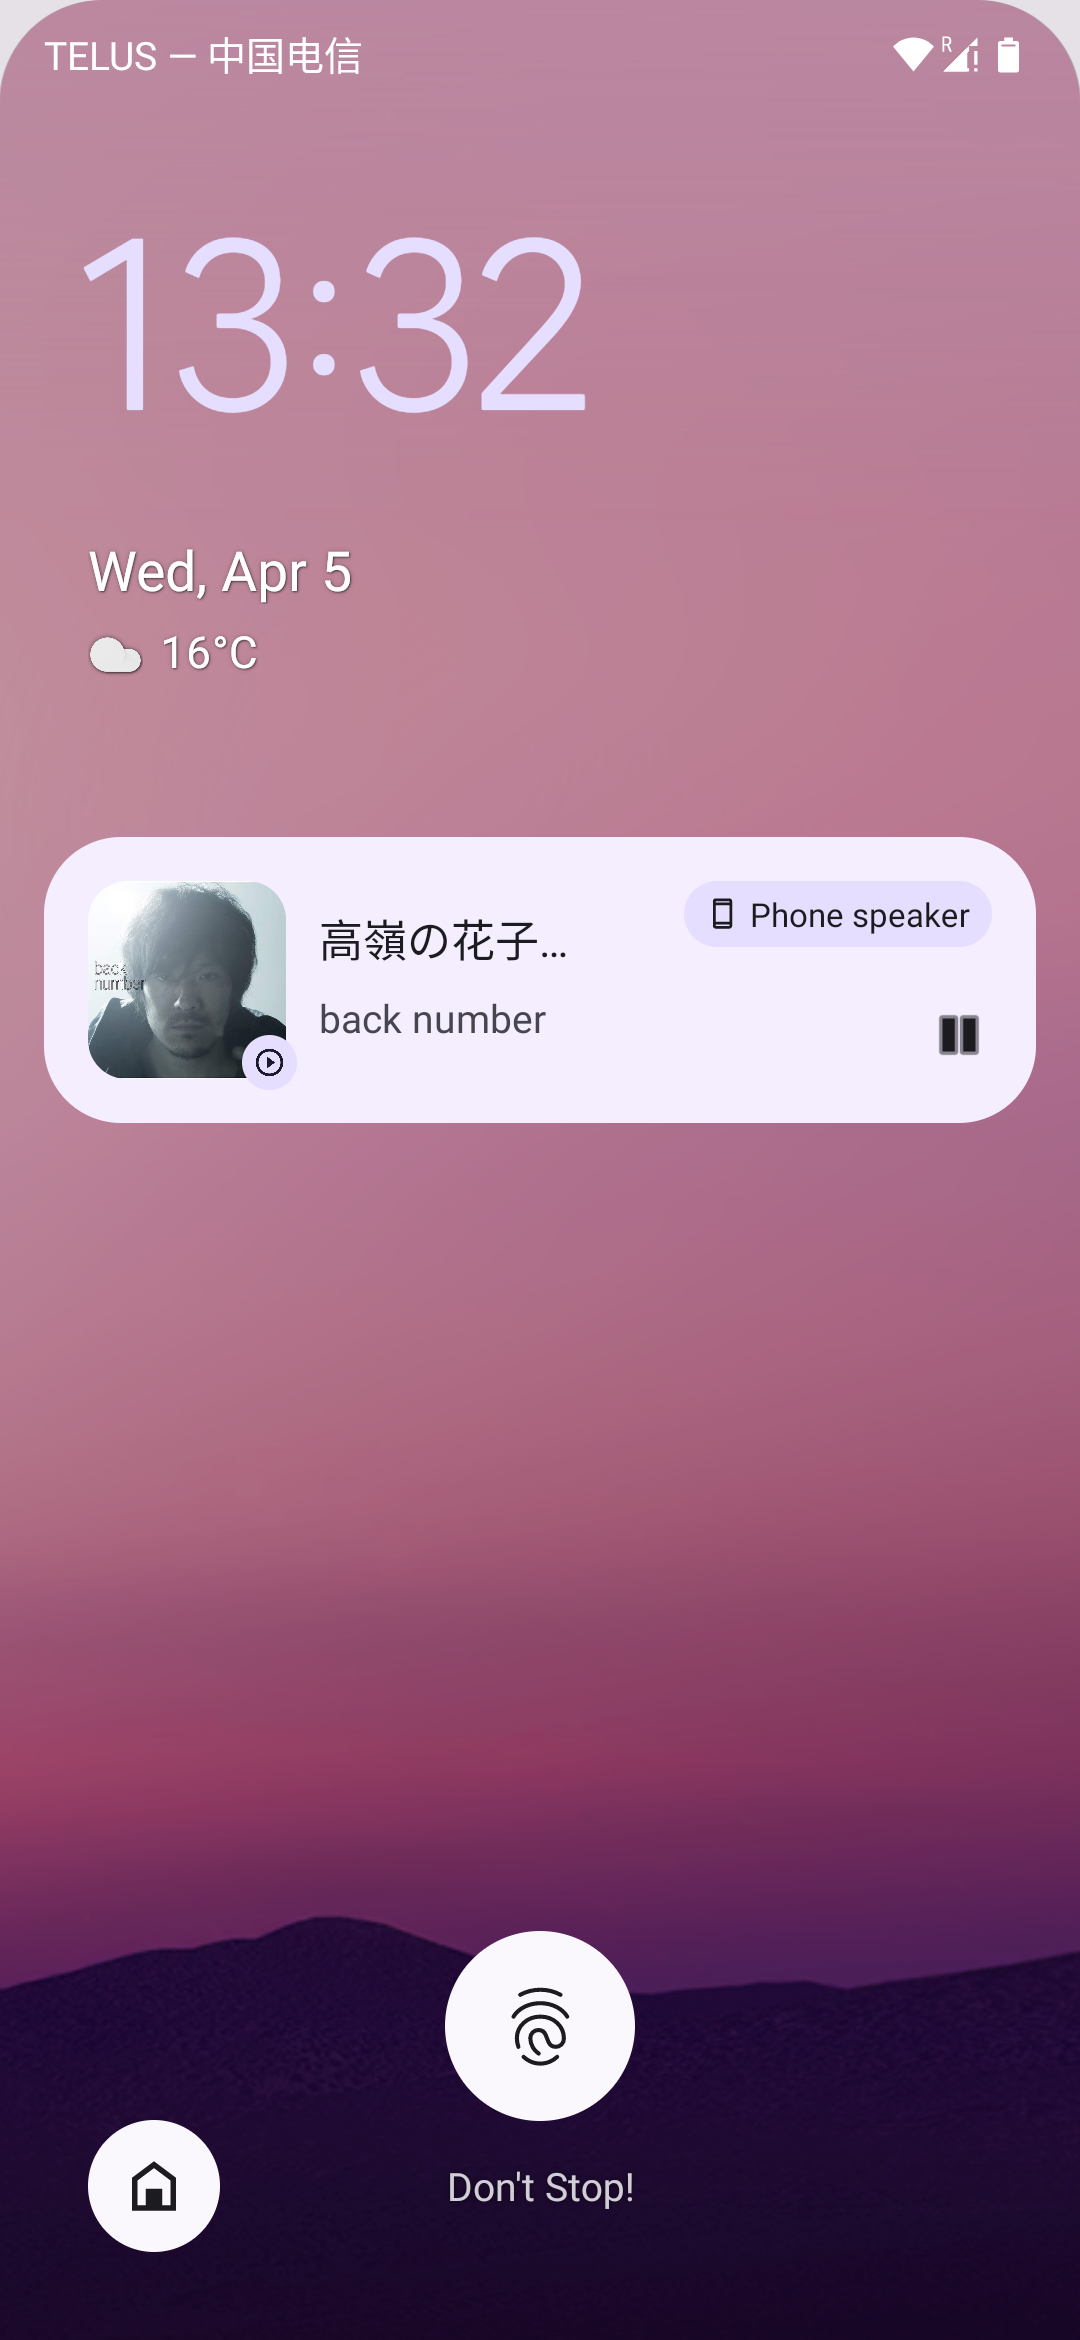 TELUS — 中国电信
R
13:32
Wed, Apr 5
16°C
back
number
高嶺の花子...
Phone speaker
back number
Don't Stop!